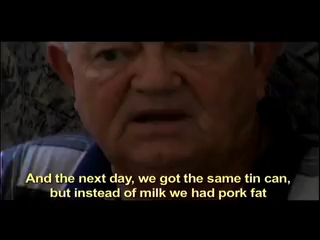 And the next day, we got the same tin can,
but instead of milk we had pork fat